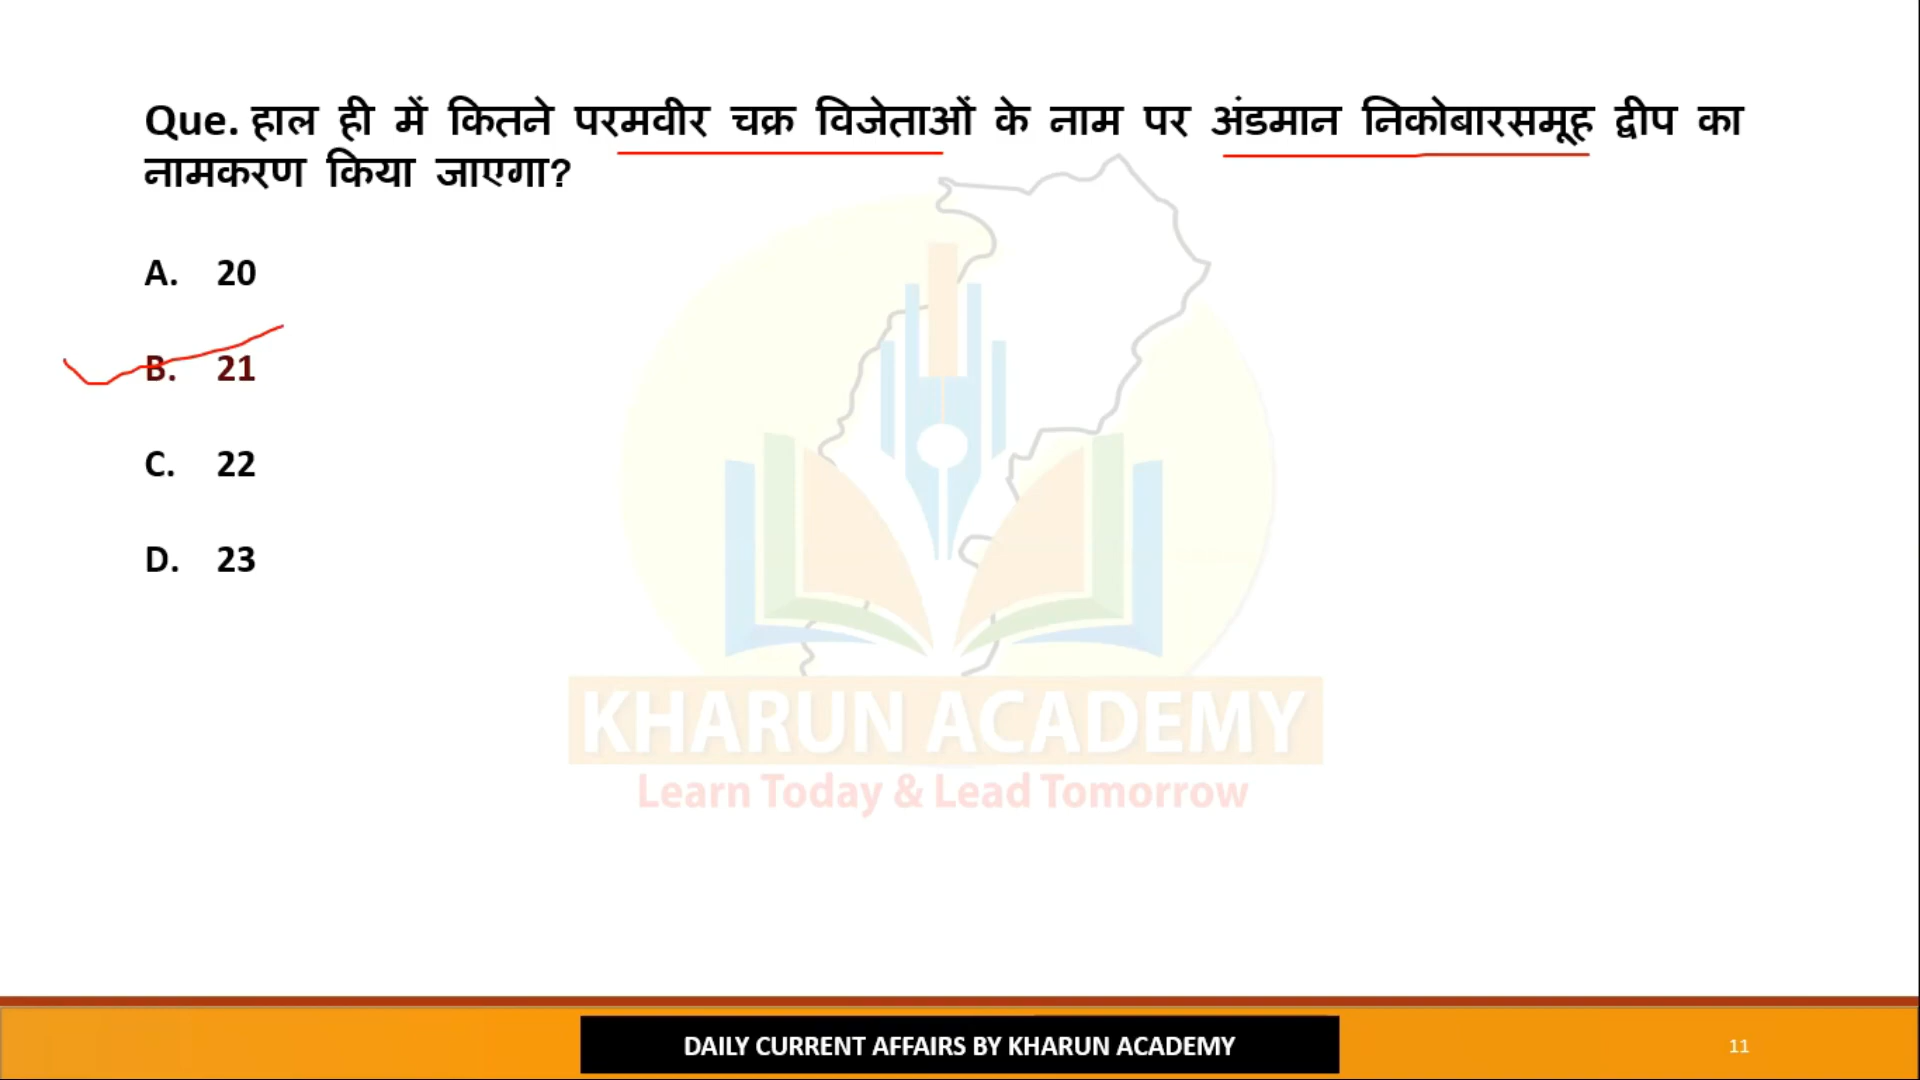 Que. हाल ही में कितने परमवीर चक्र विजेताओं के नाम पर अंडमान निकोबारसमूह द्वीप का
नामकरण किया जाएगा?
A. 20
B. 21
C. 22
D. 23
KHARUN ACADEMY
Learn Today & Lead Tomorrow
DAILY CURRENT AFFAIRS BY KHARUN ACADEMY
11